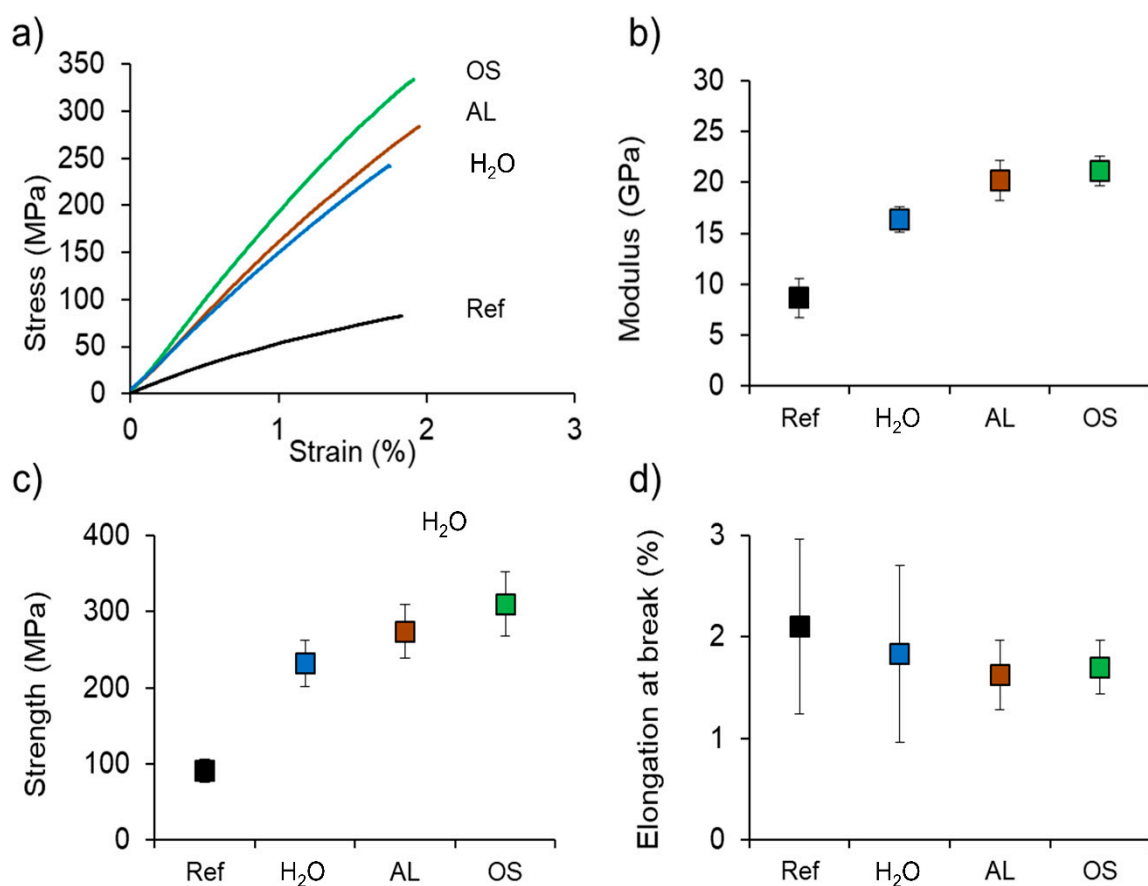 a)
Stress (MPa)
350
300
250
200
150
100
50
0
0 1 2 3
Strain (%)
OS
AL
H₂O
Ref
b)
Modulus (GPa)
30
25
20
15
10
5
0
Ref H₂O AL OS
c)
Strength (MPa)
400
300
200
100
0
H₂O
Ref H₂O AL OS
d)
Elongation at break (%)
3
2
1
0
Ref H₂O AL OS